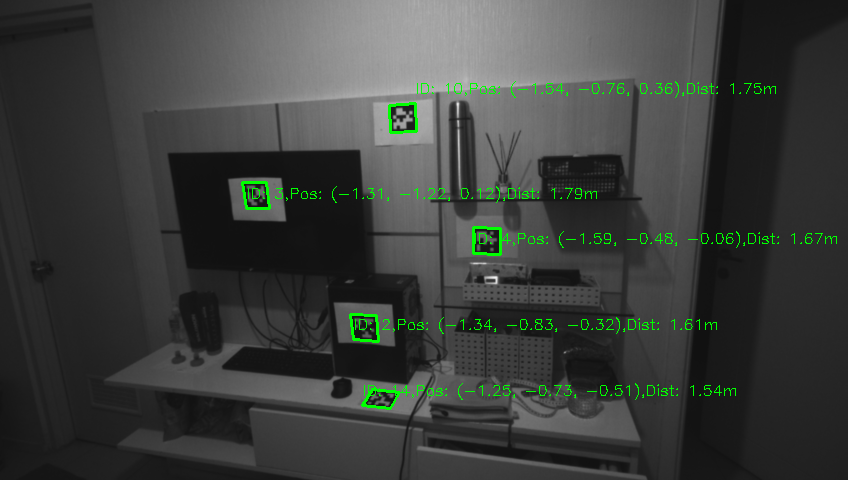 ID: 10,Pos: (-1.54, -0.76, 0.36),Dist: 1.75m
ID: 3,Pos: (-1.31, -1.22, 0.12),Dist: 1.79m
ID: 4,Pos: (-1.59, -0.48, -0.06),Dist: 1.67m
ID: 2,Pos: (-1.34, -0.83, -0.32),Dist: 1.61m
ID: 14,Pos: (-1.25, -0.73, -0.51),Dist: 1.54m